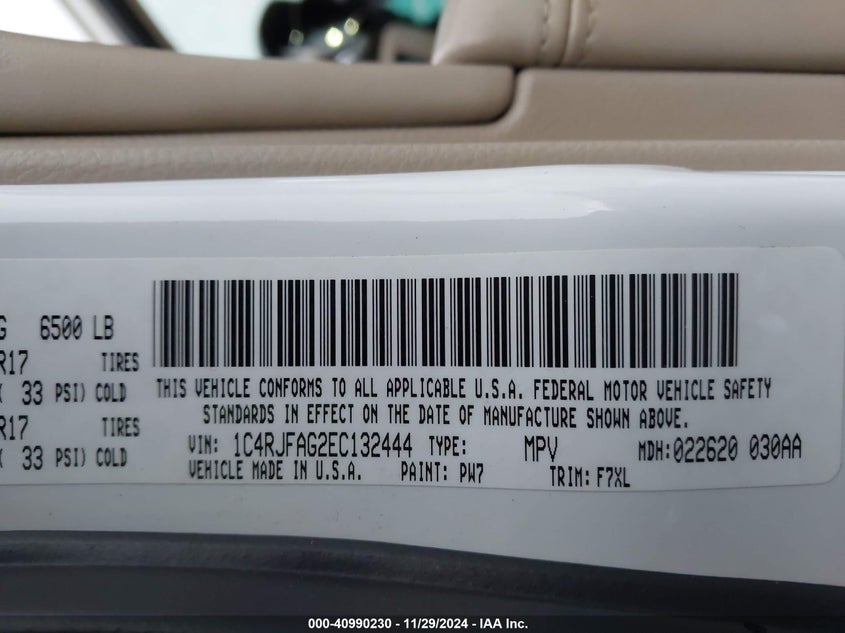 G 6500 LB
R17 TIRES
( 33 PSI) COLD
R17 TIRES
( 33 PSI) COLD
THIS VEHICLE CONFORMS TO ALL APPLICABLE U.S.A. FEDERAL MOTOR VEHICLE SAFETY
STANDARDS IN EFFECT ON THE DATE OF MANUFACTURE SHOWN ABOVE.
VIN: 1C4RJFAG2EC132444 TYPE: MPV MDH:022620 030AA
VEHICLE MADE IN U.S.A. PAINT: PW7 TRIM: F7XL
000-40990230 - 11/29/2024 - IAA Inc.